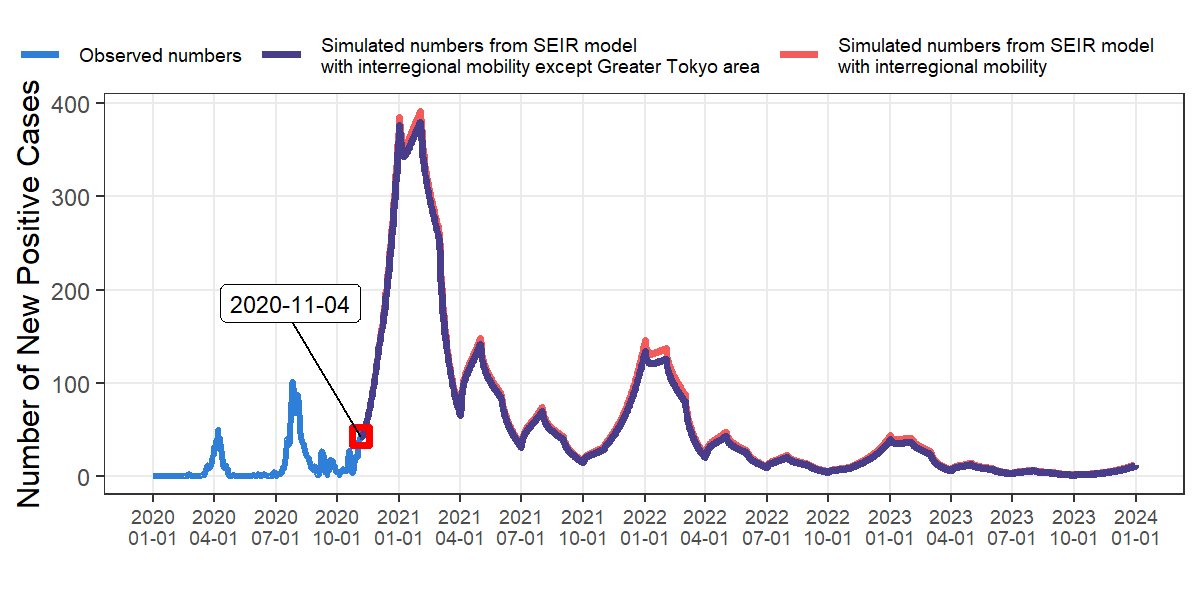 Observed numbers
Simulated numbers from SEIR model
with interregional mobility except Greater Tokyo area
Simulated numbers from SEIR model
with interregional mobility
Number of New Positive Cases
400
300
200
100
0
2020-11-04
2020 2020 2020 2020 2021 2021 2021 2021 2022 2022 2022 2022 2023 2023 2023 2023 2024
01-01 04-01 07-01 10-01 01-01 04-01 07-01 10-01 01-01 04-01 07-01 10-01 01-01 04-01 07-01 10-01 01-01